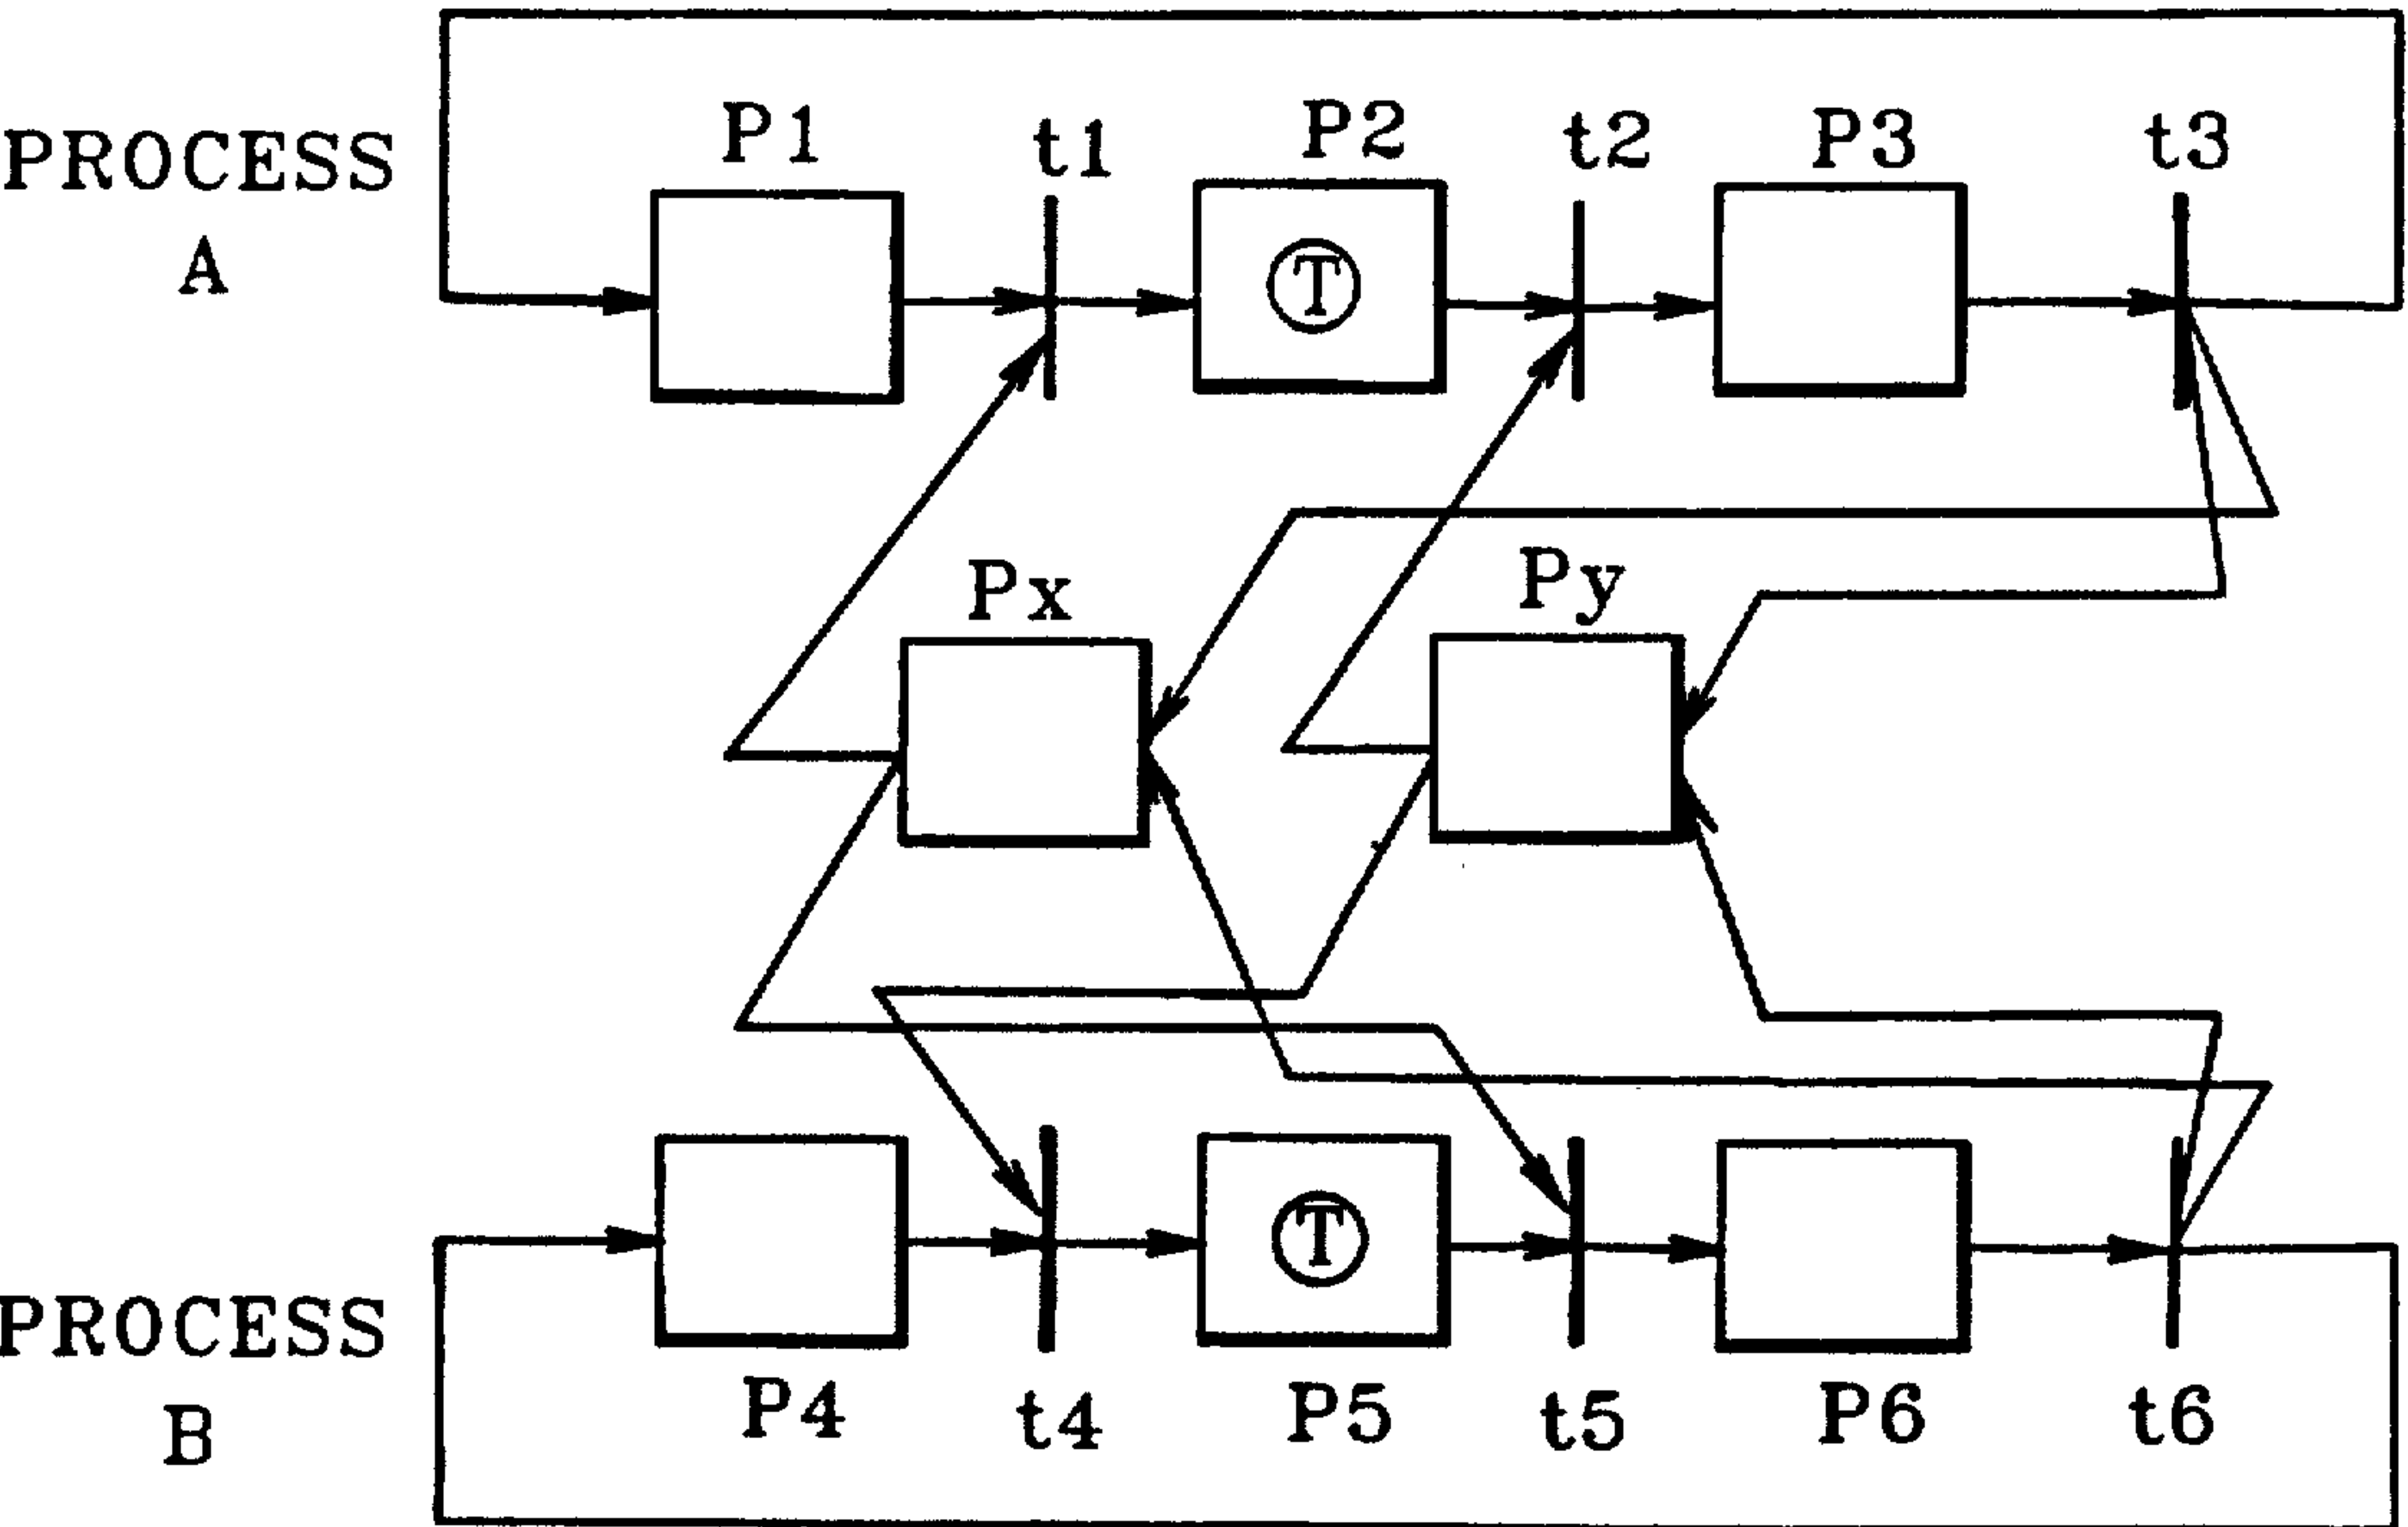 PROCESS
A
P1 t1 P2 t2 P3 t3
T
Px Py
T
PROCESS
B
P4 t4 P5 t5 P6 t6